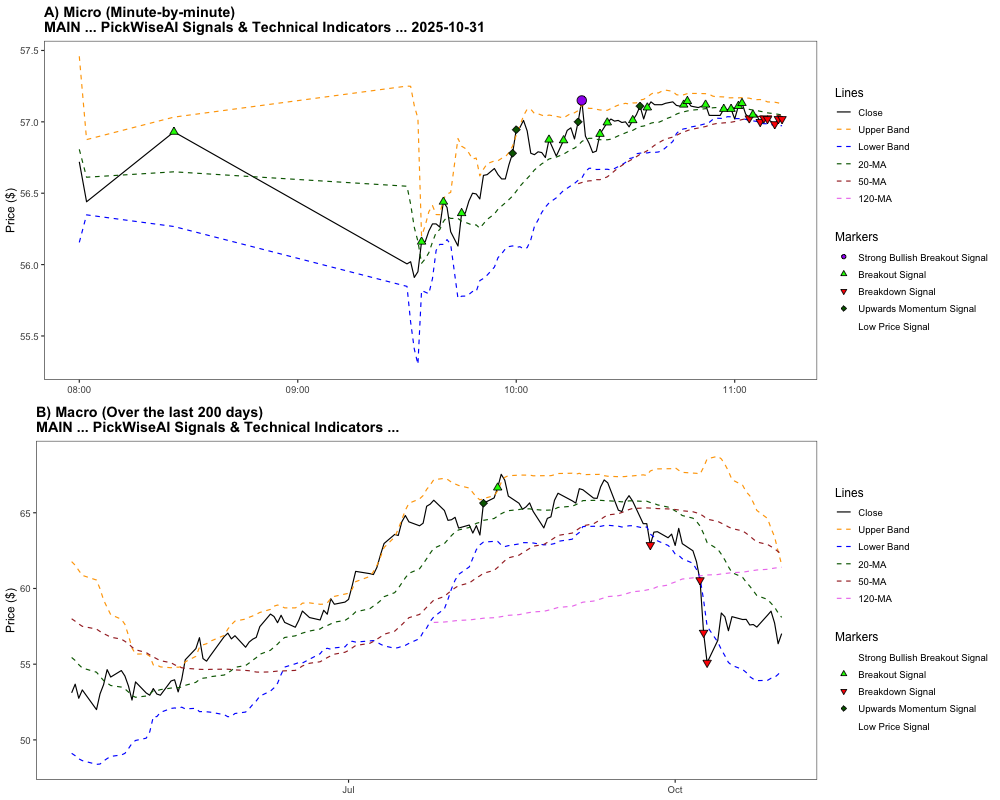 A) Micro (Minute-by-minute)
MAIN ... PickWiseAI Signals & Technical Indicators ... 2025-10-31
57.5
57.0
56.5
56.0
55.5
Price ($)
08:00
09:00
10:00
11:00
Lines
Close
Upper Band
Lower Band
20-MA
50-MA
120-MA
Markers
Strong Bullish Breakout Signal
Breakout Signal
Breakdown Signal
Upwards Momentum Signal
Low Price Signal
B) Macro (Over the last 200 days)
MAIN ... PickWiseAI Signals & Technical Indicators ...
65
60
55
50
Price ($)
Jul
Oct
Lines
Close
Upper Band
Lower Band
20-MA
50-MA
120-MA
Markers
Strong Bullish Breakout Signal
Breakout Signal
Breakdown Signal
Upwards Momentum Signal
Low Price Signal